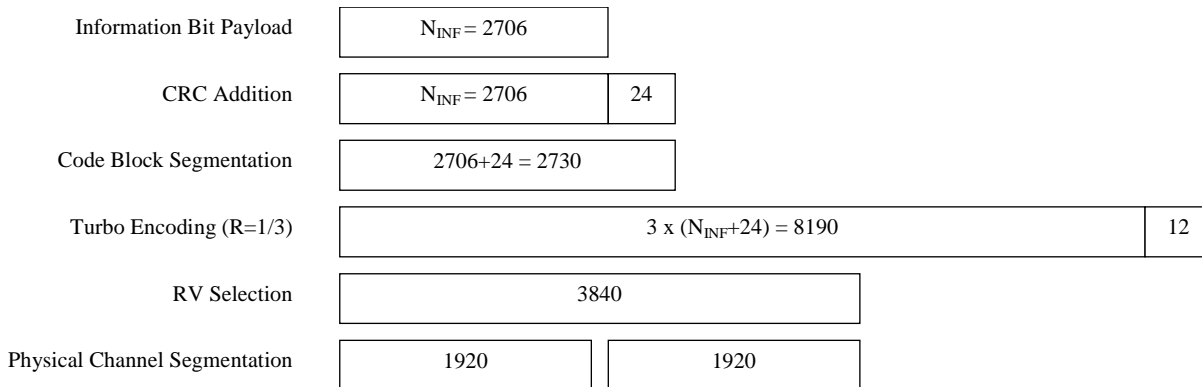 Information Bit Payload N_INF = 2706
CRC Addition N_INF = 2706 24
Code Block Segmentation 2706+24 = 2730
Turbo Encoding (R=1/3) 3 x (N_INF+24) = 8190 12
RV Selection 3840
Physical Channel Segmentation 1920 1920